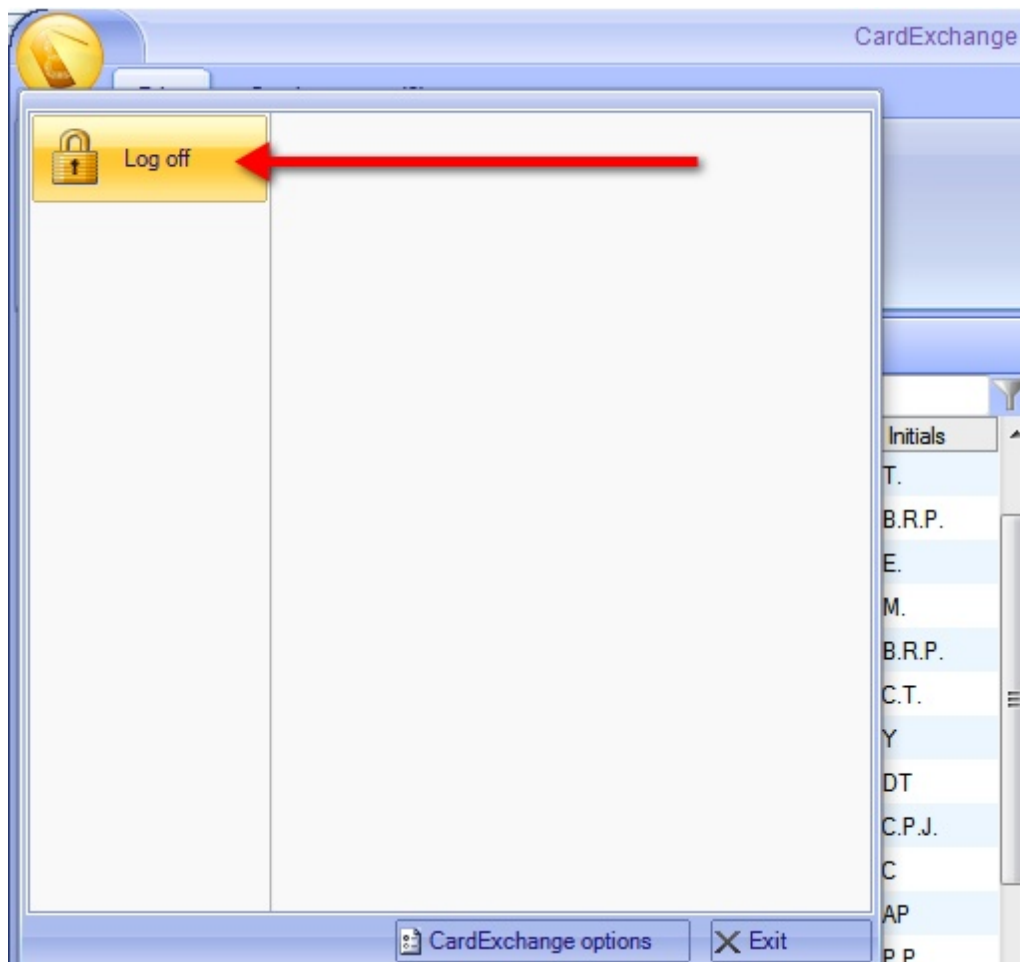 CardExchange
Log off
Initials
T.
B.R.P.
E.
M.
B.R.P.
C.T.
Y
DT
C.P.J.
C
AP
P.P.
CardExchange options
Exit